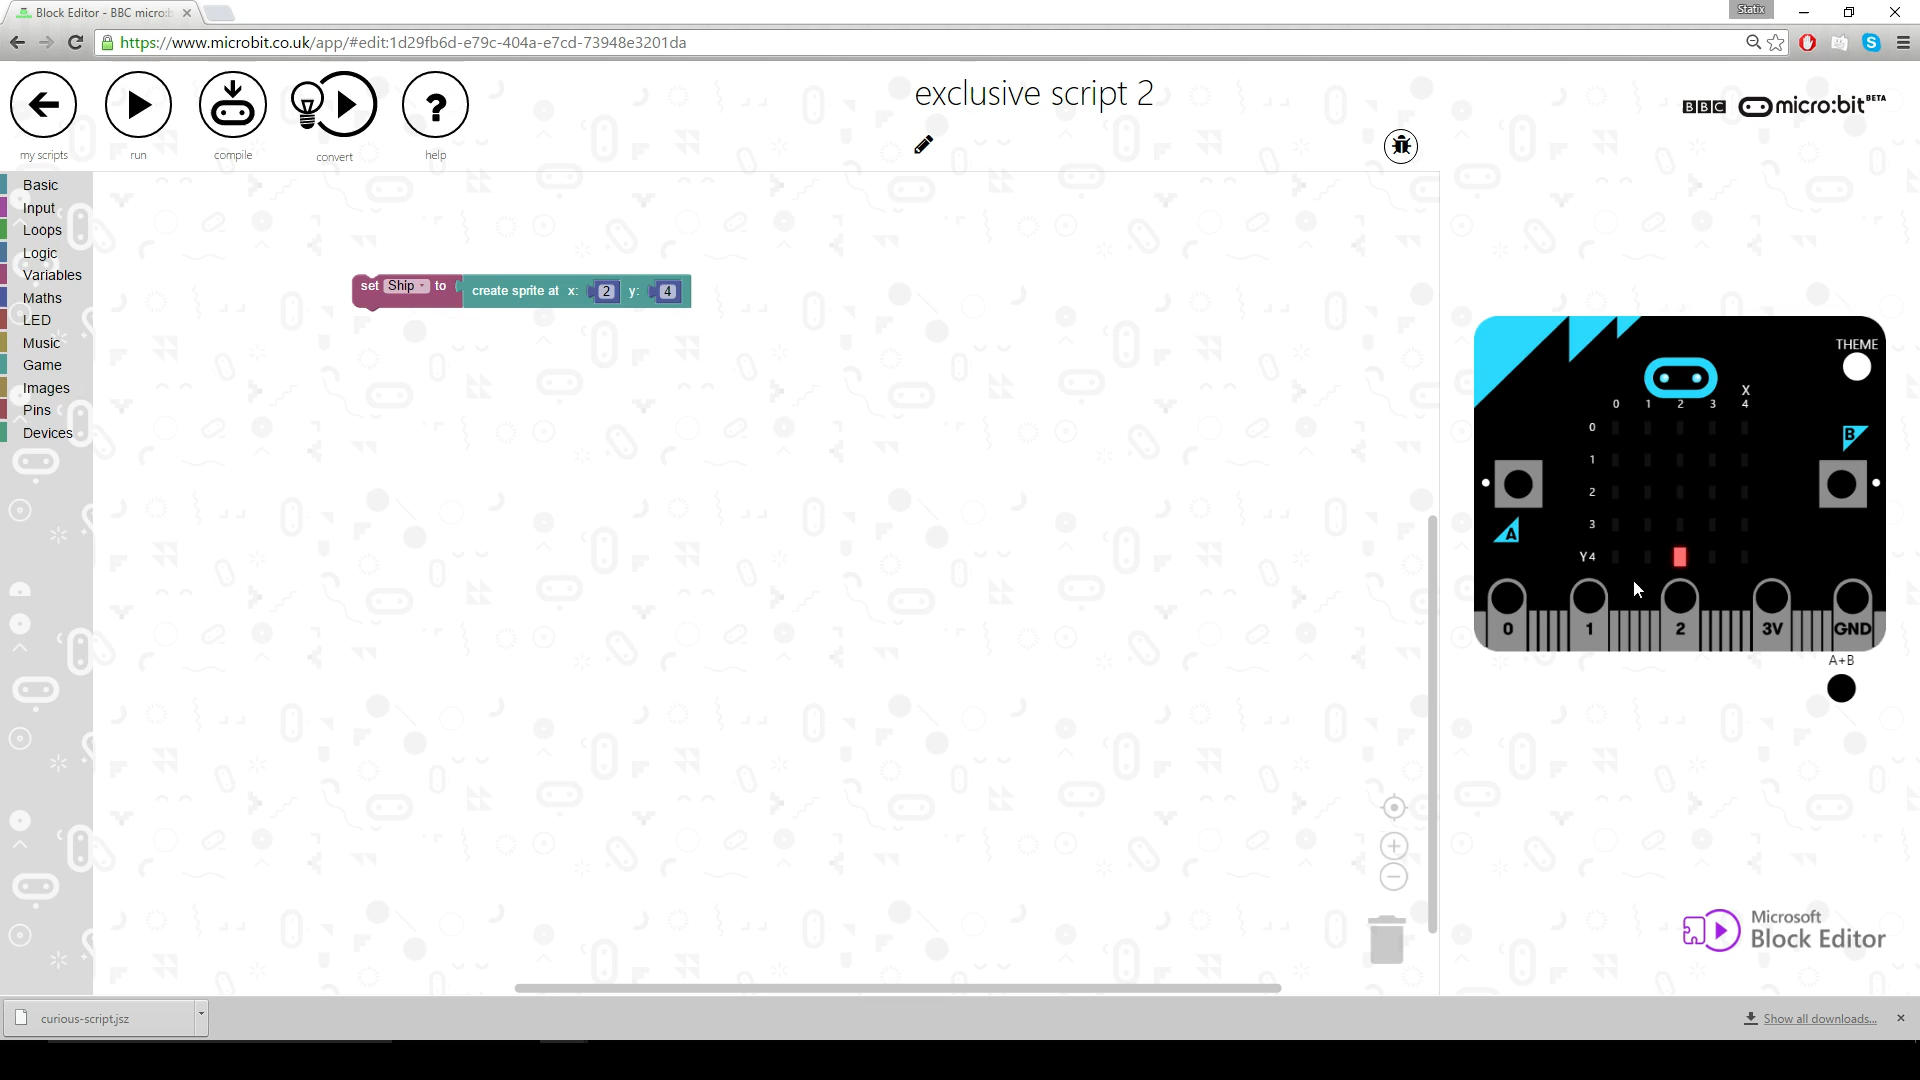 Block Editor - BBC micro:b
Statix
https://www.microbit.co.uk/app/#edit:1d29fb6d-e79c-404a-e7cd-73948e3201da
exclusive script 2
BBC micro:bit BETA
my scripts
run
compile
?
convert
help
Basic
Input
Loops
Logic
Variables
Maths
LED
Music
Game
Images
Pins
Devices
set Ship to create sprite at x: 2 y: 4
THEME
X
0 1 2 3 4
0
1
2
3
Y4
B
A
0 1 2 3V GND
A+B
Microsoft
Block Editor
curious-script.jsz
Show all downloads...